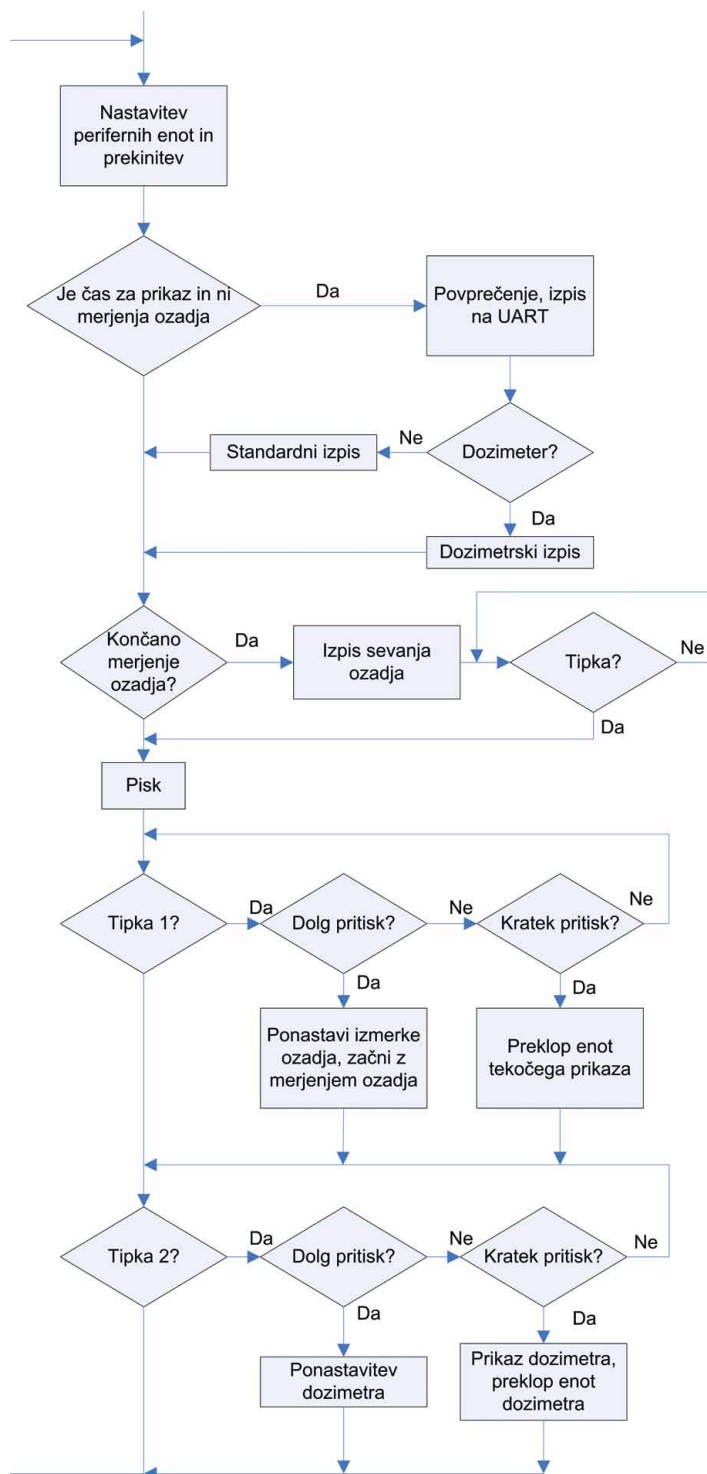 Nastavitev
perifernih enot in
prekinitev
Je čas za prikaz in ni
merjenja ozadja
Da
Povprečenje, izpis
na UART
Dozimeter?
Ne
Standardni izpis
Da
Dozimetrski izpis
Končano
merjenje
ozadja?
Da
Izpis sevanja
ozadja
Tipka?
Ne
Da
Pisk
Tipka 1?
Da
Dolg pritisk?
Ne
Kratek pritisk?
Ne
Da
Da
Ponastavi izmerke
ozadja, začni z
merjenjem ozadja
Preklop enot
tekočega prikaza
Tipka 2?
Da
Dolg pritisk?
Ne
Kratek pritisk?
Ne
Da
Da
Ponastavitev
dozimetra
Prikaz dozimetra,
preklop enot
dozimetra